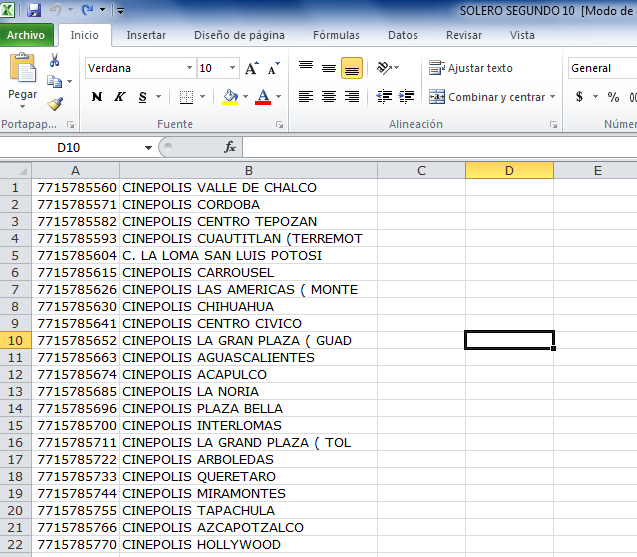 SOLERO SEGUNDO 10 [Modo de
Archivo Inicio Insertar Diseño de página Fórmulas Datos Revisar Vista
Verdana 10 A A Ajustar texto General
Pegar N K S A Combinar y centrar $ % 000
Portapap... Fuente Alineación Núme
D10 fx
A B C D E
1 7715785560 CINEPOLIS VALLE DE CHALCO
2 7715785571 CINEPOLIS CORDOBA
3 7715785582 CINEPOLIS CENTRO TEPOZAN
4 7715785593 CINEPOLIS CUAUTITLAN (TERREMOT
5 7715785604 C. LA LOMA SAN LUIS POTOSI
6 7715785615 CINEPOLIS CARROUSEL
7 7715785626 CINEPOLIS LAS AMERICAS ( MONTE
8 7715785630 CINEPOLIS CHIHUAHUA
9 7715785641 CINEPOLIS CENTRO CIVICO
10 7715785652 CINEPOLIS LA GRAN PLAZA ( GUAD
11 7715785663 CINEPOLIS AGUASCALIENTES
12 7715785674 CINEPOLIS ACAPULCO
13 7715785685 CINEPOLIS LA NORIA
14 7715785696 CINEPOLIS PLAZA BELLA
15 7715785700 CINEPOLIS INTERLOMAS
16 7715785711 CINEPOLIS LA GRAND PLAZA ( TOL
17 7715785722 CINEPOLIS ARBOLEDAS
18 7715785733 CINEPOLIS QUERETARO
19 7715785744 CINEPOLIS MIRAMONTES
20 7715785755 CINEPOLIS TAPACHULA
21 7715785766 CINEPOLIS AZCAPOTZALCO
22 7715785770 CINEPOLIS HOLLYWOOD